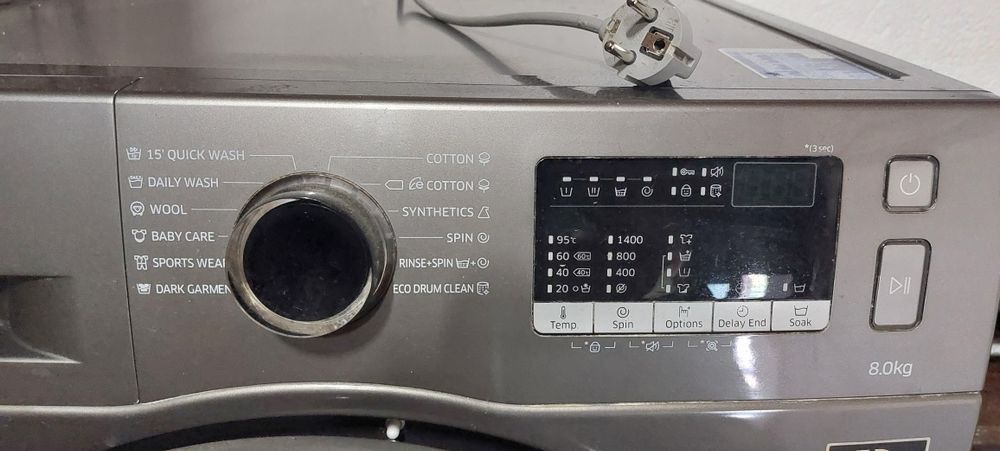 15' QUICK WASH
DAILY WASH
WOOL
BABY CARE
SPORTS WEAR
DARK GARMEN
COTTON
COTTON
SYNTHETICS
SPIN
RINSE+SPIN +
ECO DRUM CLEAN
*(3 sec)
95℃ 1400
60 800
40 400
20
Temp. Spin Options Delay End Soak
8.0kg